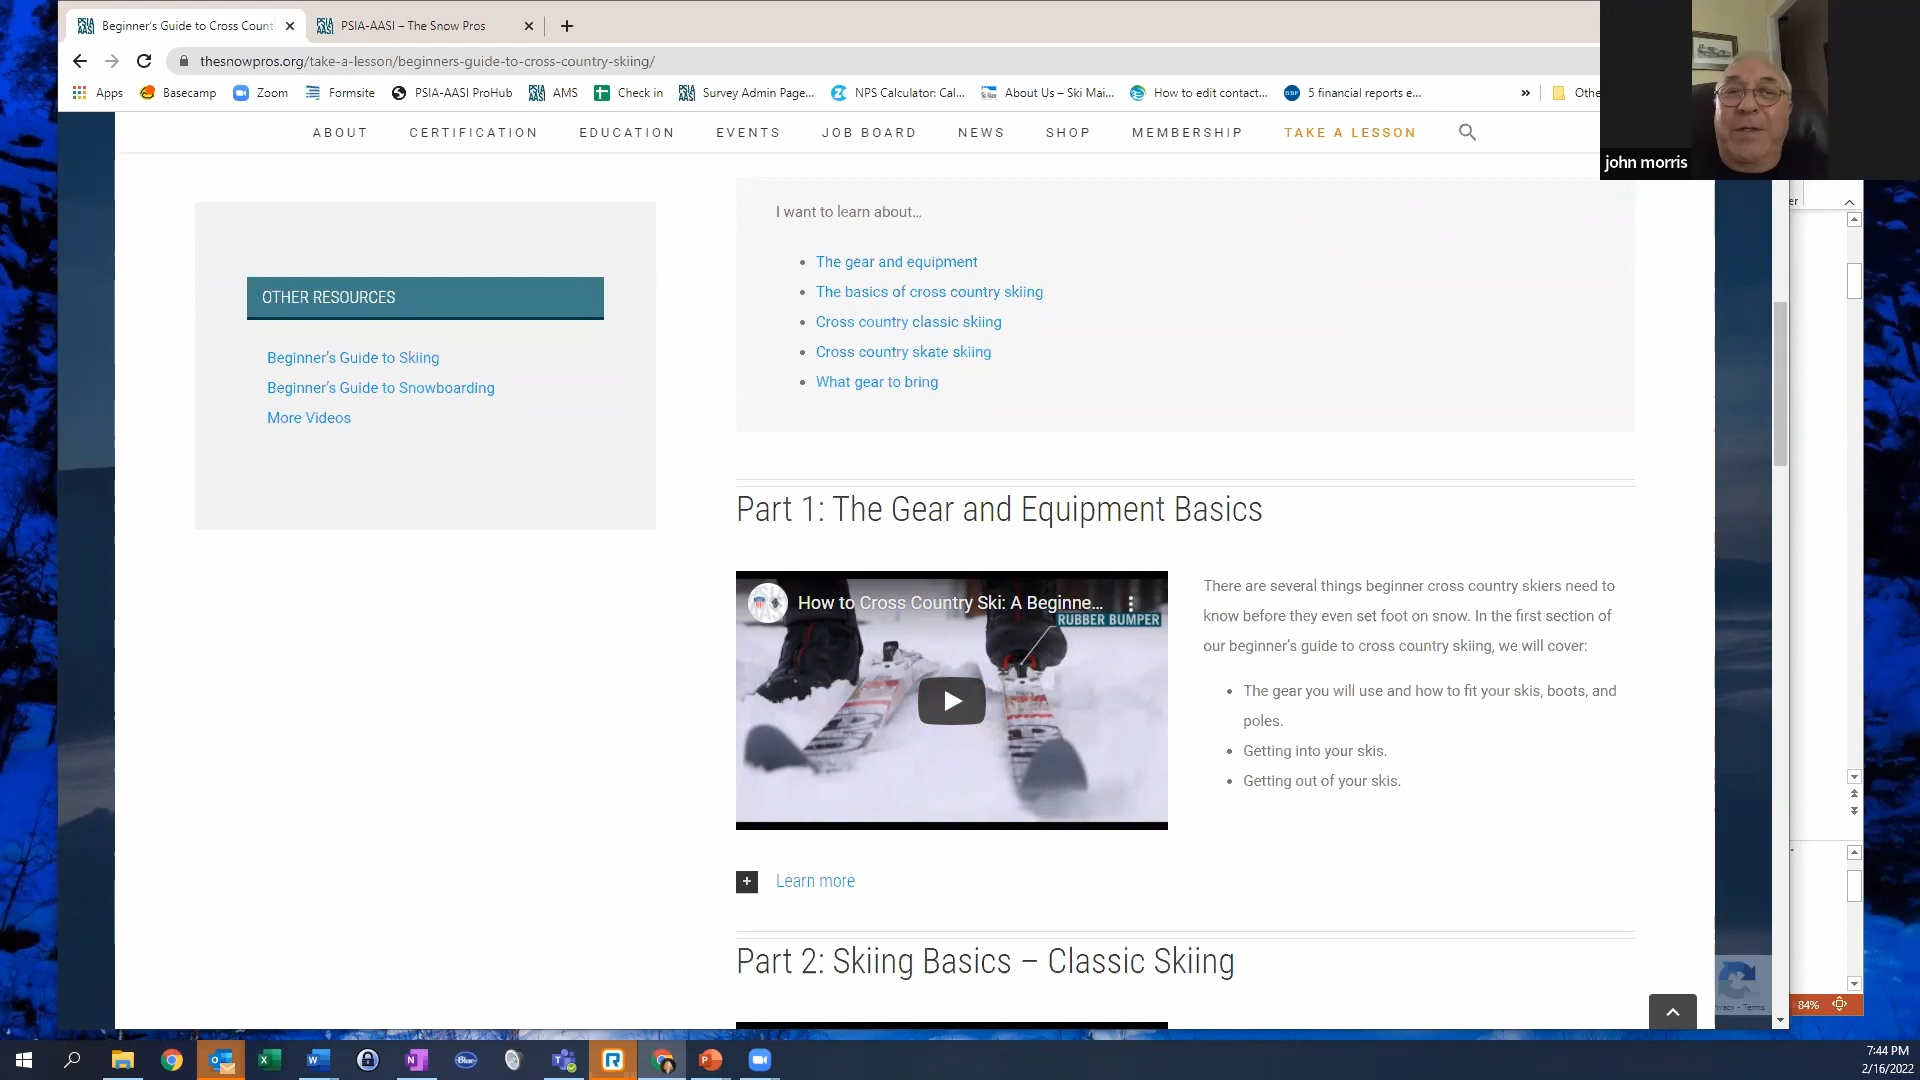 Beginner's Guide to Cross Count
PSIA-AASI – The Snow Pros
thesnowpros.org/take-a-lesson/beginners-guide-to-cross-country-skiing/
Apps
Basecamp
Zoom
Formsite
PSIA-AASI ProHub
AMS
Check in
Survey Admin Page...
NPS Calculator: Cal...
About Us – Ski Mai...
How to edit contact...
5 financial reports e...
»
Othe
ABOUT
CERTIFICATION
EDUCATION
EVENTS
JOB BOARD
NEWS
SHOP
MEMBERSHIP
TAKE A LESSON
john morris
er
OTHER RESOURCES
Beginner's Guide to Skiing
Beginner's Guide to Snowboarding
More Videos
I want to learn about...
• The gear and equipment
• The basics of cross country skiing
• Cross country classic skiing
• Cross country skate skiing
• What gear to bring
Part 1: The Gear and Equipment Basics
How to Cross Country Ski: A Beginne...
RUBBER BUMPER
There are several things beginner cross country skiers need to
know before they even set foot on snow. In the first section of
our beginner's guide to cross country skiing, we will cover:
• The gear you will use and how to fit your skis, boots, and
poles.
• Getting into your skis.
• Getting out of your skis.
+ Learn more
Part 2: Skiing Basics – Classic Skiing
Privacy - Terms
84%
7:44 PM
2/16/2022